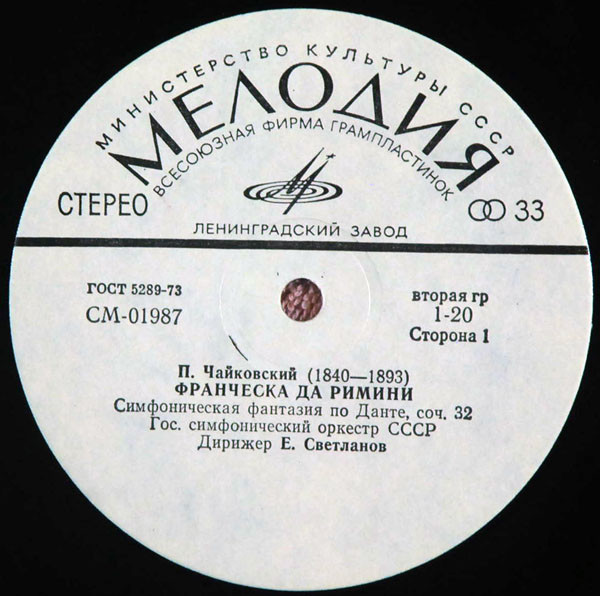 МИНИСТЕРСТВО КУЛЬТУРЫ СССР
МЕЛОДИЯ
ВСЕСОЮЗНАЯ ФИРМА ГРАМПЛАСТИНОК
СТЕРЕО
33
ЛЕНИНГРАДСКИЙ ЗАВОД
ГОСТ 5289-73
СМ-01987
вторая гр
1-20
Сторона 1
П. Чайковский (1840—1893)
ФРАНЧЕСКА ДА РИМИНИ
Симфоническая фантазия по Данте, соч. 32
Гос. симфонический оркестр СССР
Дирижер Е. Светланов